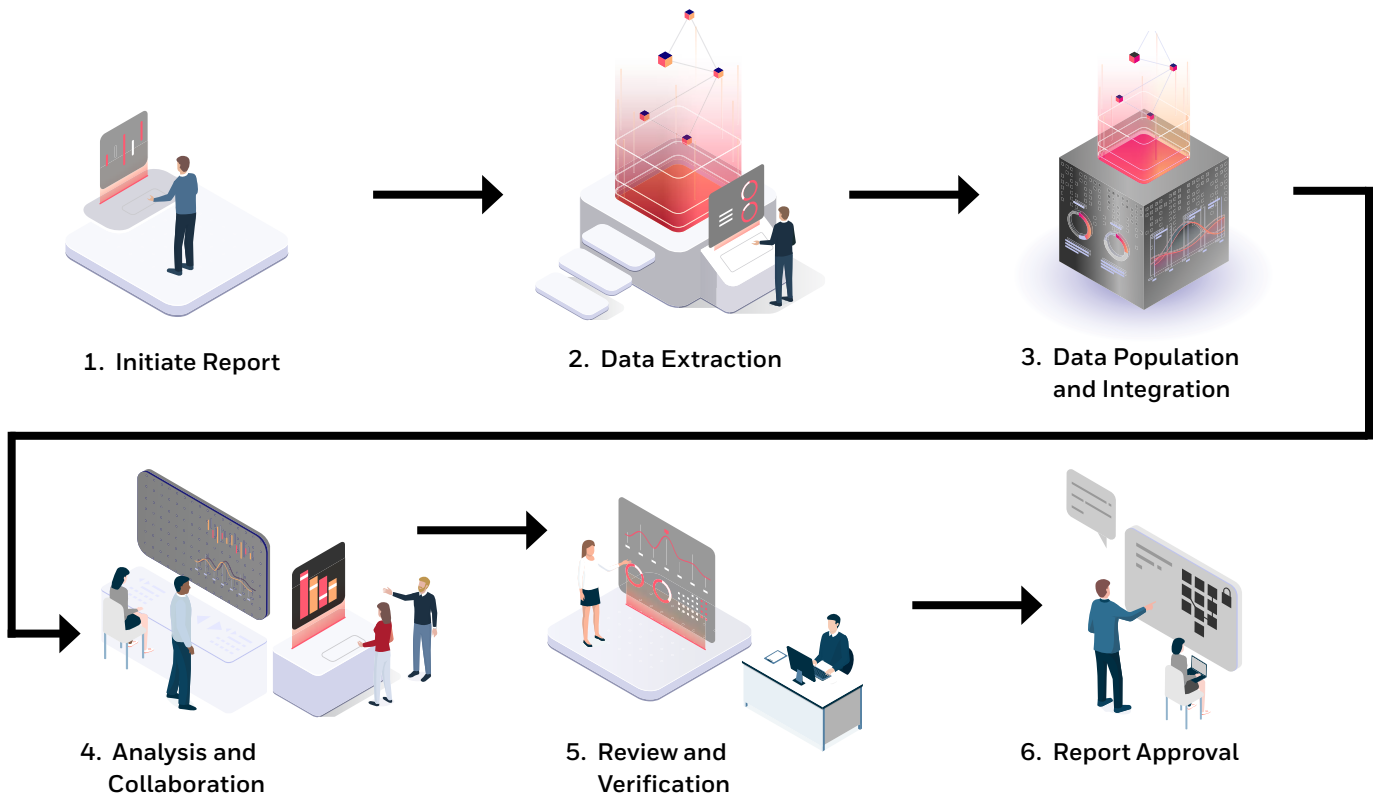 1. Initiate Report
2. Data Extraction
3. Data Population
and Integration
4. Analysis and
Collaboration
5. Review and
Verification
6. Report Approval